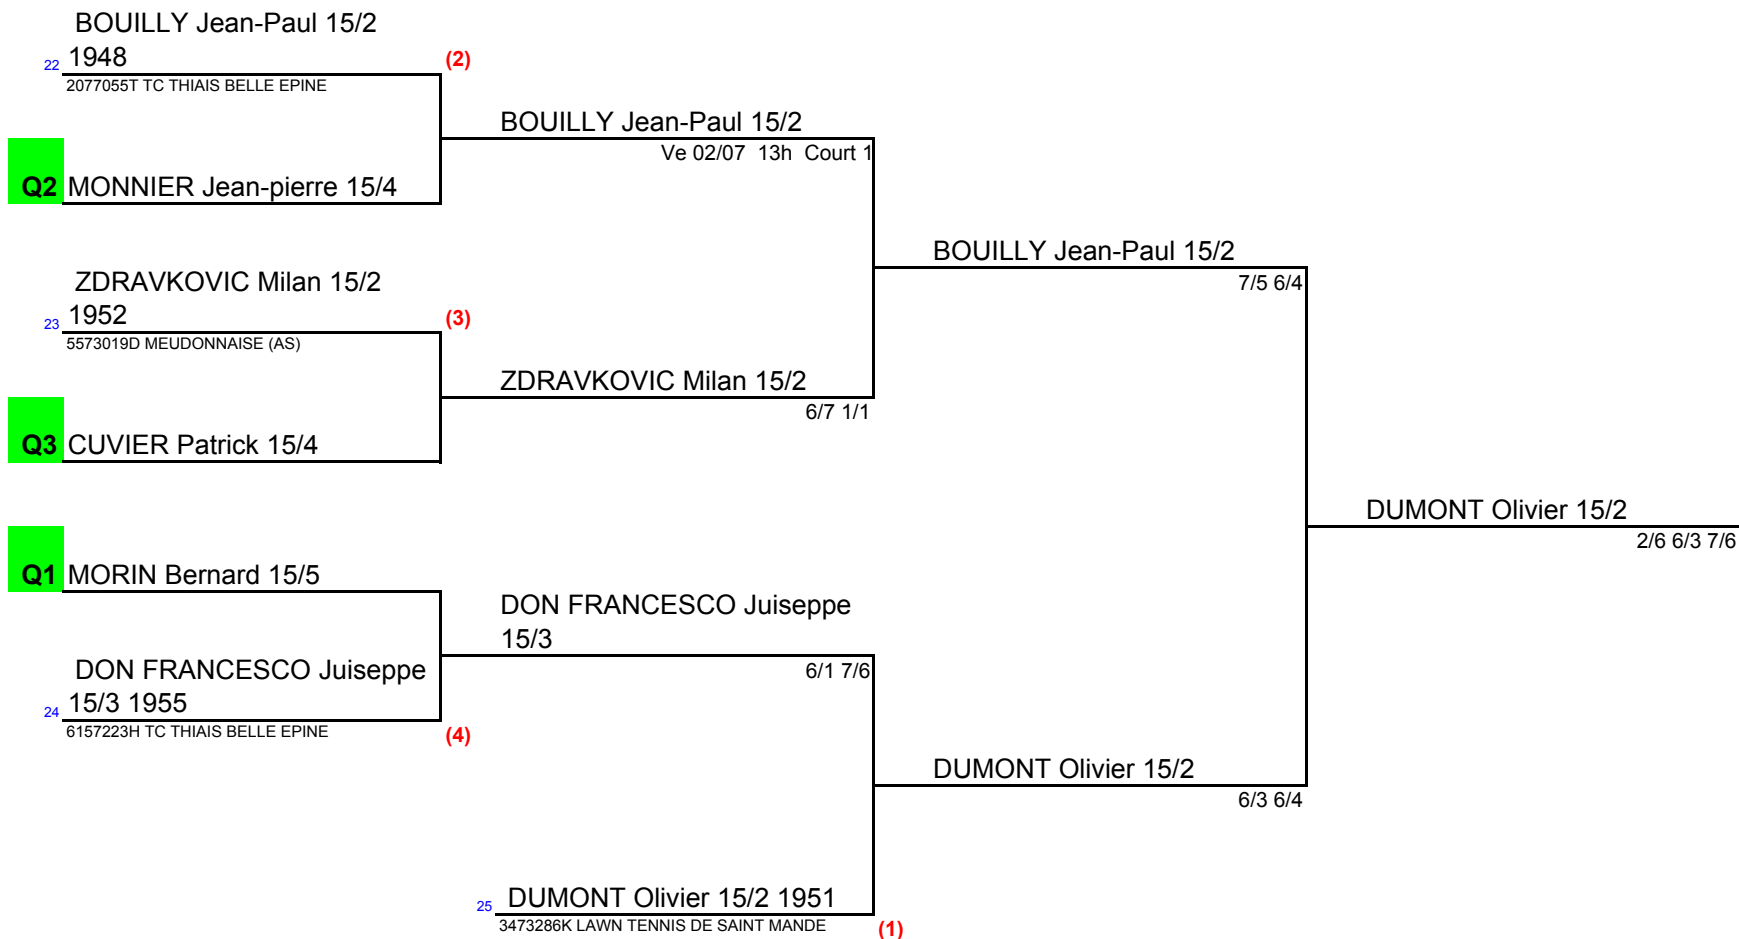 BOUILLY Jean-Paul 15/2
22 1948 (2)
2077055T TC THIAIS BELLE EPINE
BOUILLY Jean-Paul 15/2
Ve 02/07 13h Court 1
Q2 MONNIER Jean-pierre 15/4
BOUILLY Jean-Paul 15/2
7/5 6/4
ZDRAVKOVIC Milan 15/2
23 1952 (3)
5573019D MEUDONNAISE (AS)
ZDRAVKOVIC Milan 15/2
6/7 1/1
Q3 CUVIER Patrick 15/4
DUMONT Olivier 15/2
2/6 6/3 7/6
Q1 MORIN Bernard 15/5
DON FRANCESCO Juiseppe
15/3
6/1 7/6
DON FRANCESCO Juiseppe
24 15/3 1955
6157223H TC THIAIS BELLE EPINE (4)
DUMONT Olivier 15/2
6/3 6/4
25 DUMONT Olivier 15/2 1951
3473286K LAWN TENNIS DE SAINT MANDE (1)